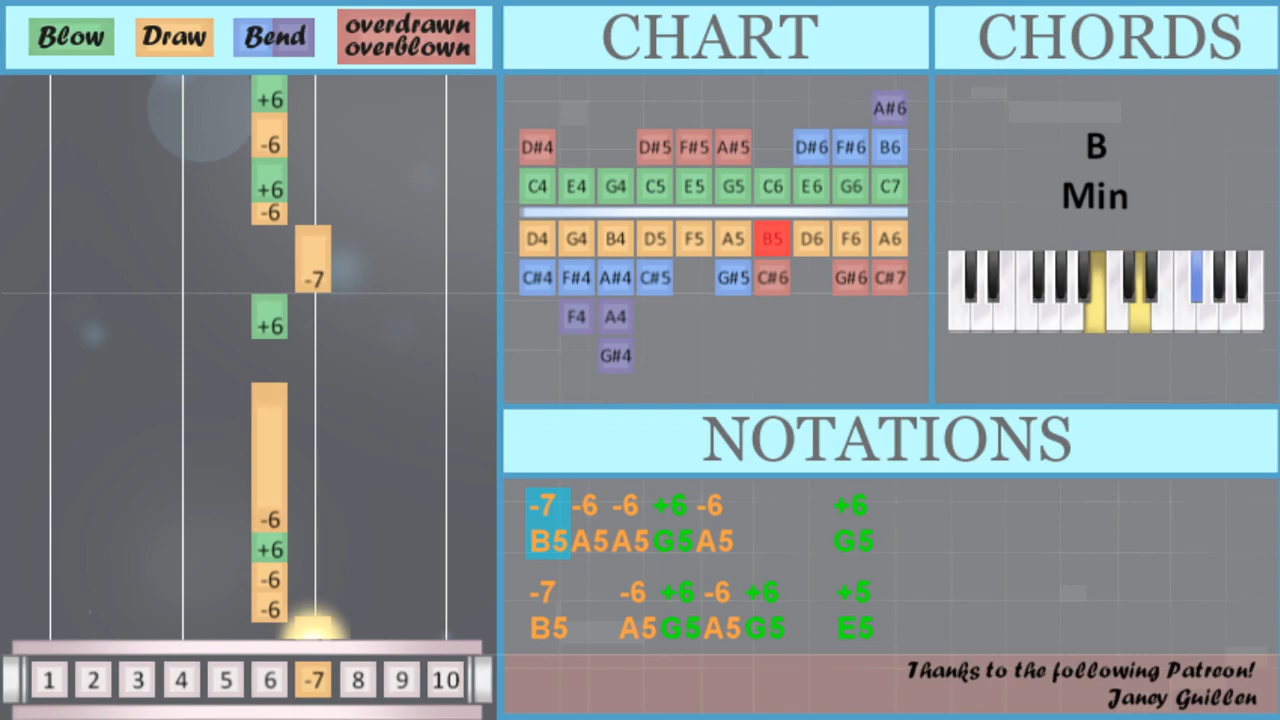 Blow Draw Bend overdrawn overblown
CHART
CHORDS
+6
-6
+6
-6
-7
+6
-6
+6
-6
-6
1 2 3 4 5 6 -7 8 9 10
A#6
D#4 D#5 F#5 A#5 D#6 F#6 B6
C4 E4 G4 C5 E5 G5 C6 E6 G6 C7
D4 G4 B4 D5 F5 A5 B5 D6 F6 A6
C#4 F#4 A#4 C#5 G#5 C#6 G#6 C#7
F4 A4
G#4
B
Min
NOTATIONS
-7 -6 -6 +6 -6 +6
B5 A5 A5 G5 A5 G5
-7 -6 +6 -6 +6 +5
B5 A5 G5 A5 G5 E5
Thanks to the following Patreon!
Janey Guillen